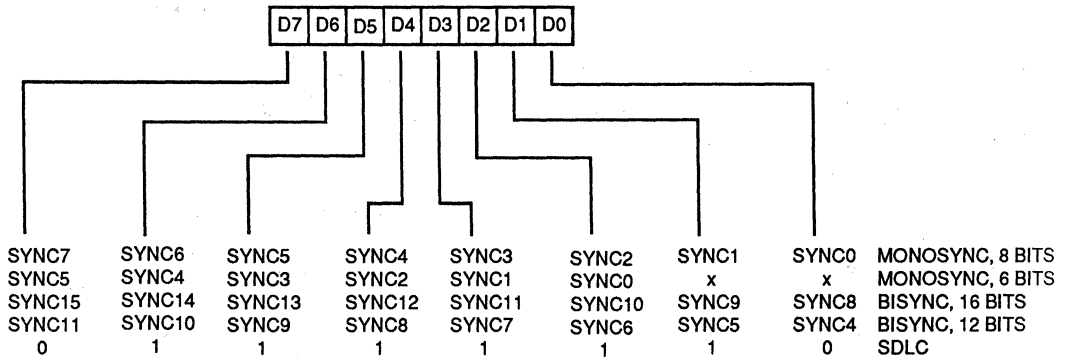 D7 D6 D5 D4 D3 D2 D1 D0
SYNC7 SYNC6 SYNC5 SYNC4 SYNC3 SYNC2 SYNC1 SYNC0 MONOSYNC, 8 BITS
SYNC5 SYNC4 SYNC3 SYNC2 SYNC1 SYNC0 x x MONOSYNC, 6 BITS
SYNC15 SYNC14 SYNC13 SYNC12 SYNC11 SYNC10 SYNC9 SYNC8 BISYNC, 16 BITS
SYNC11 SYNC10 SYNC9 SYNC8 SYNC7 SYNC6 SYNC5 SYNC4 BISYNC, 12 BITS
0 1 1 1 1 1 1 0 SDLC